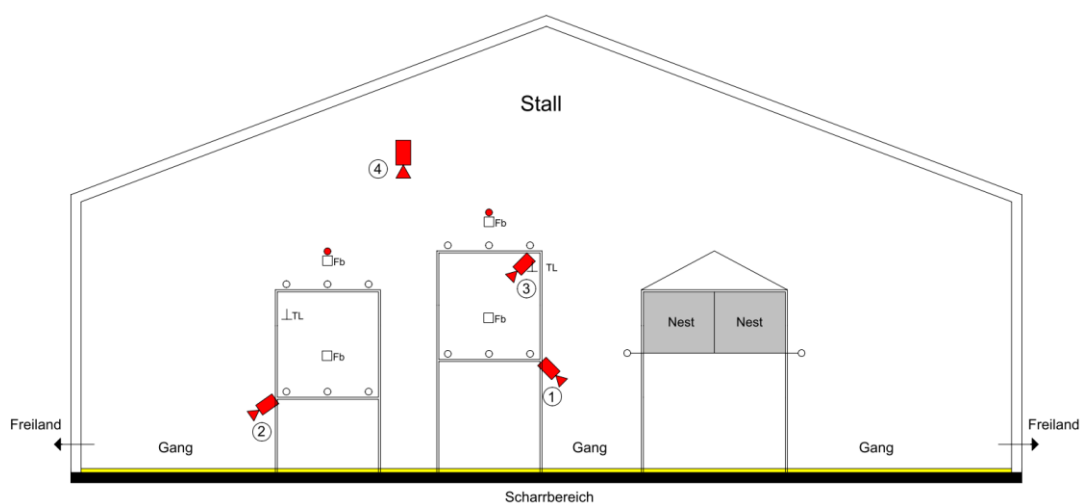 Stall
4
Fb
Fb
TL
3
TL
Fb
Nest Nest
Fb
1
2
Freiland
Freiland
Gang
Gang
Gang
Scharrbereich